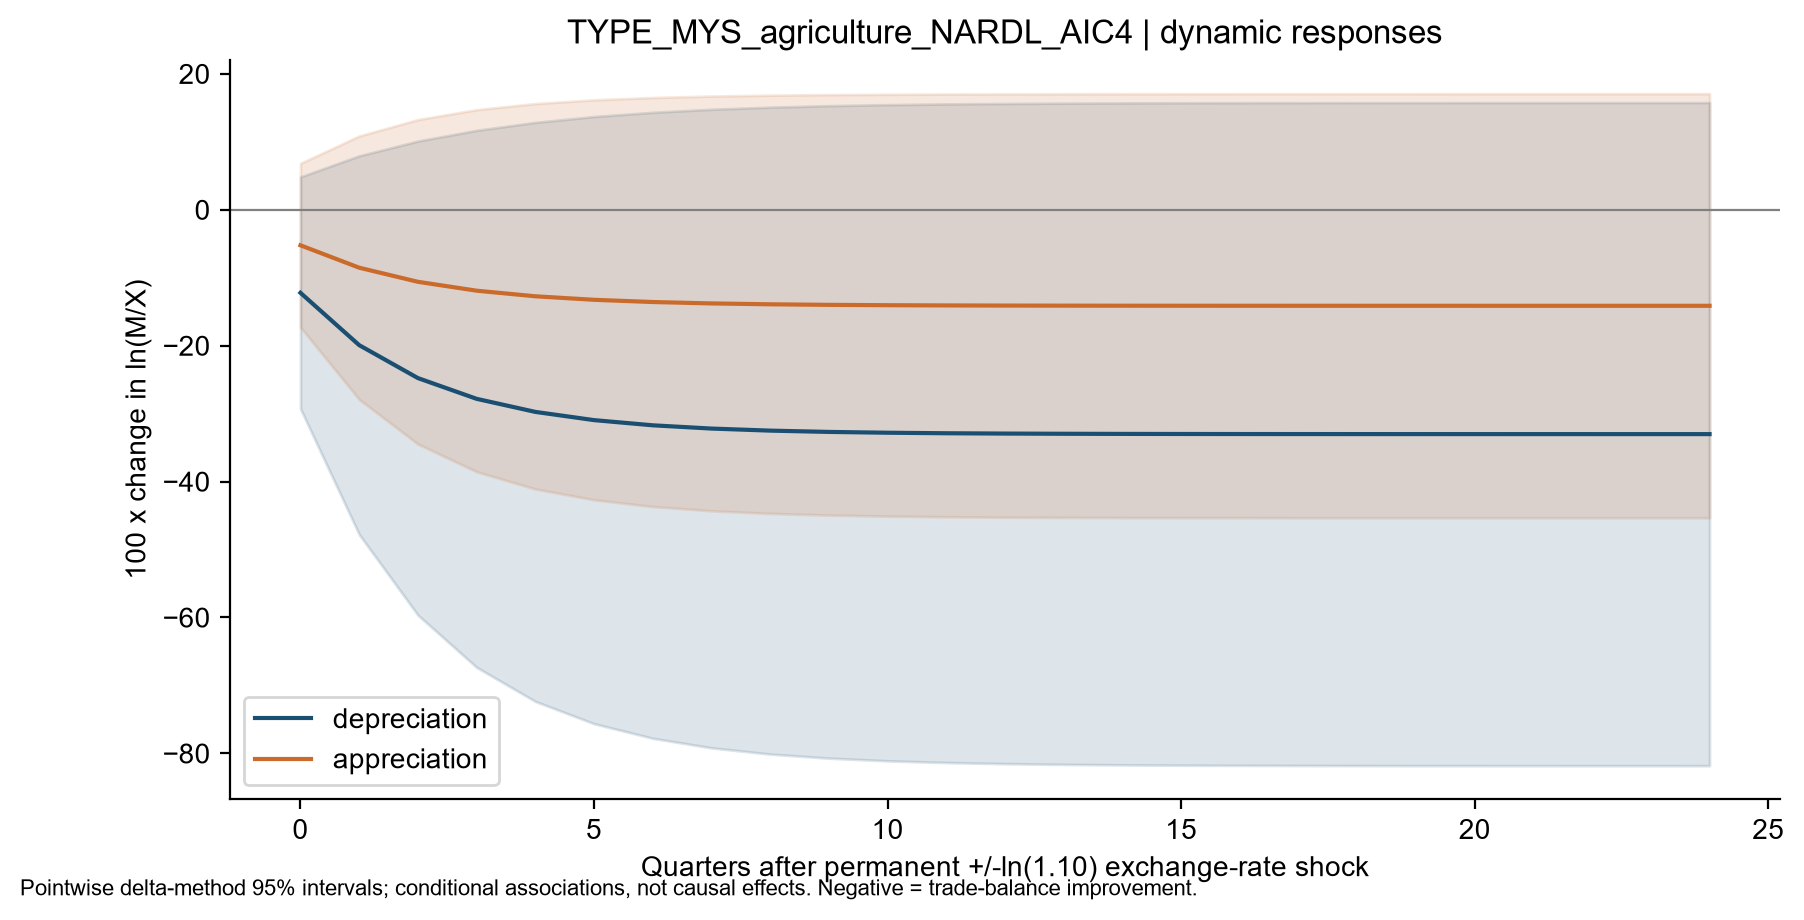 TYPE_MYS_agriculture_NARDL_AIC4 | dynamic responses
100 x change in ln(M/X)
20
0
−20
−40
−60
−80
depreciation
appreciation
0 5 10 15 20 25
Quarters after permanent +/-ln(1.10) exchange-rate shock
Pointwise delta-method 95% intervals; conditional associations, not causal effects. Negative = trade-balance improvement.